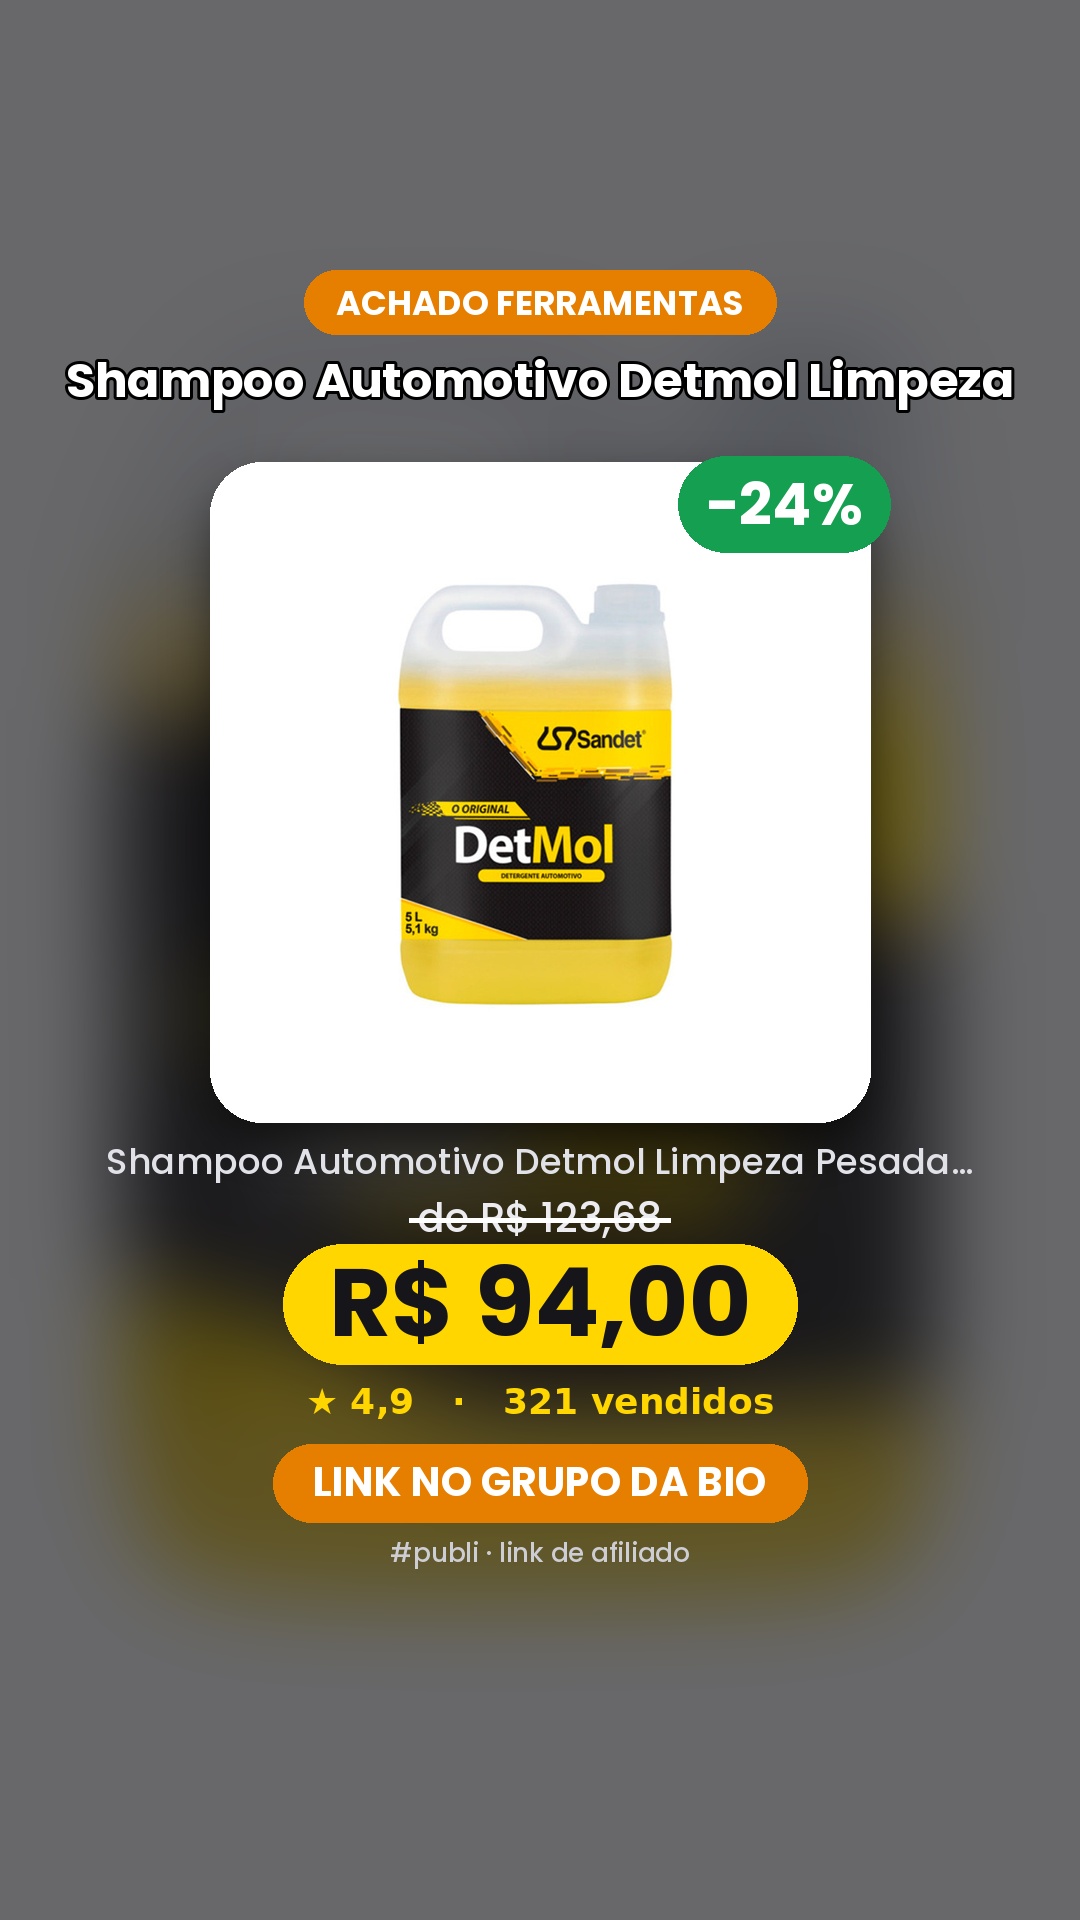 ACHADO FERRAMENTAS
Shampoo Automotivo Detmol Limpeza
-24%
Sandet®
O ORIGINAL
DetMol
DETERGENTE AUTOMOTIVO
5 L
5,1 kg
Shampoo Automotivo Detmol Limpeza Pesada...
de R$ 123,68
R$ 94,00
★ 4,9 · 321 vendidos
LINK NO GRUPO DA BIO
#publi · link de afiliado